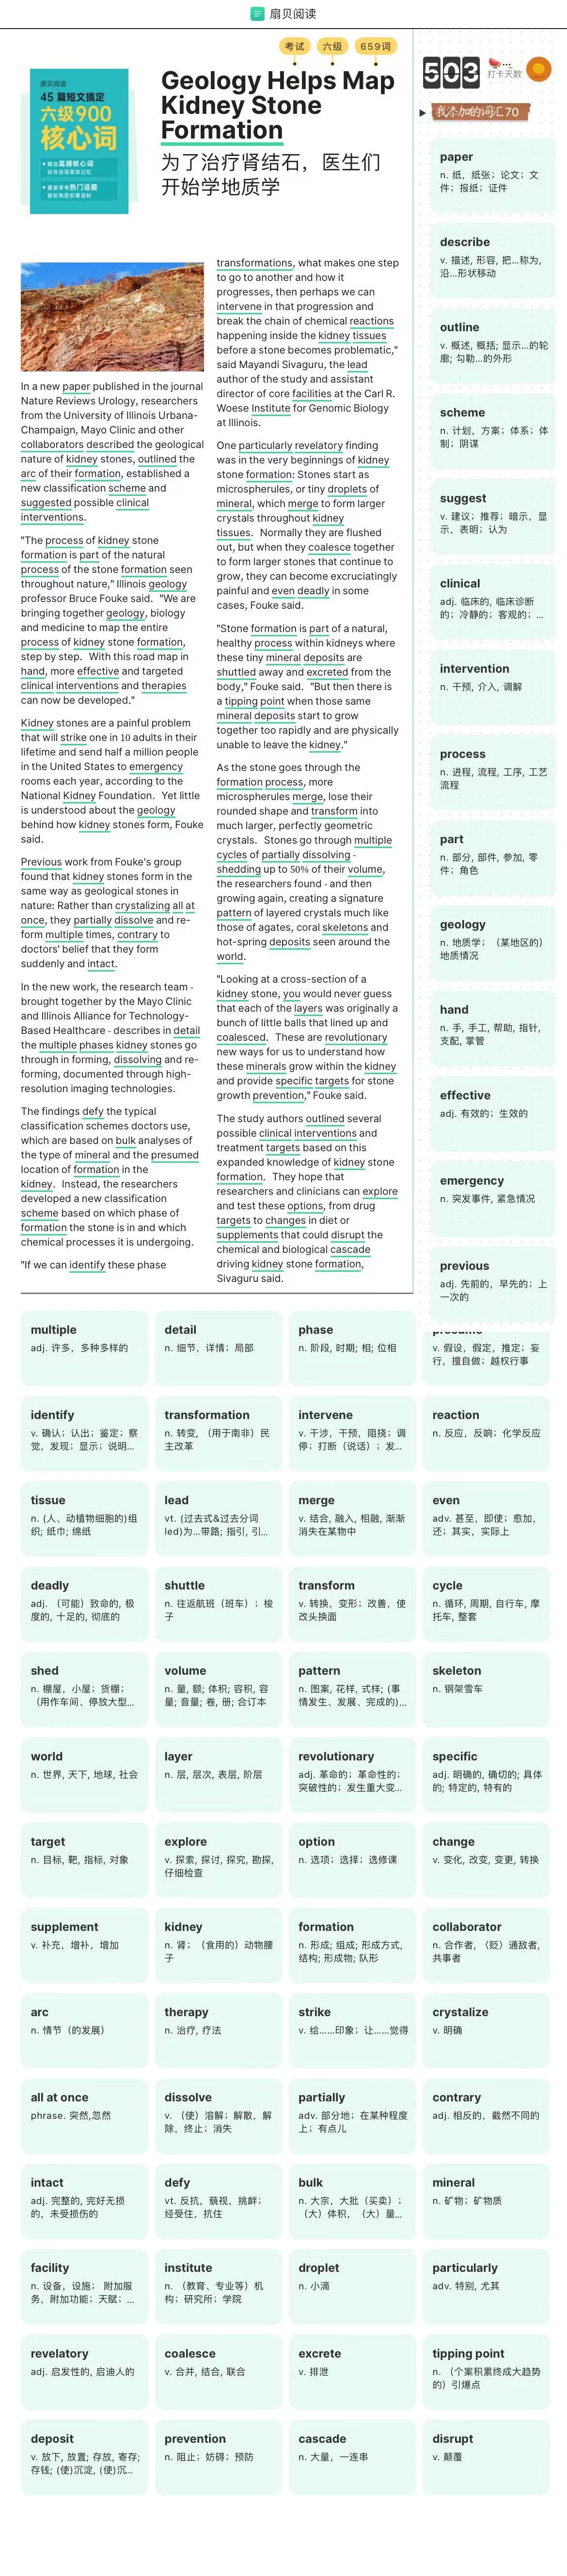 扇贝阅读
考试 六级 659词
扇贝阅读
45 篇短文搞定
六级900
核心词
Geology Helps Map
Kidney Stone
Formation
为了治疗肾结石，医生们
开始学地质学
In a new paper published in the journal
Nature Reviews Urology, researchers
from the University of Illinois Urbana-
Champaign, Mayo Clinic and other
collaborators described the geological
nature of kidney stones, outlined the
arc of their formation, established a
new classification scheme and
suggested possible clinical
interventions.
"The process of kidney stone
formation is part of the natural
process of the stone formation seen
throughout nature," Illinois geology
professor Bruce Fouke said. "We are
bringing together geology, biology
and medicine to map the entire
process of kidney stone formation,
step by step. With this road map in
hand, more effective and targeted
clinical interventions and therapies
can now be developed."
Kidney stones are a painful problem
that will strike one in 10 adults in their
lifetime and send half a million people
in the United States to emergency
rooms each year, according to the
National Kidney Foundation. Yet little
is understood about the geology
behind how kidney stones form, Fouke
said.
Previous work from Fouke's group
found that kidney stones form in the
same way as geological stones in
nature: Rather than crystalizing all at
once, they partially dissolve and re-
form multiple times, contrary to
doctors' belief that they form
suddenly and intact.
In the new work, the research team -
brought together by the Mayo Clinic
and Illinois Alliance for Technology-
Based Healthcare - describes in detail
the multiple phases kidney stones go
through in forming, dissolving and re-
forming, documented through high-
resolution imaging technologies.
The findings defy the typical
classification schemes doctors use,
which are based on bulk analyses of
the type of mineral and the presumed
location of formation in the
kidney. Instead, the researchers
developed a new classification
scheme based on which phase of
formation the stone is in and which
chemical processes it is undergoing.
"If we can identify these phase
transformations, what makes one step
to go to another and how it
progresses, then perhaps we can
intervene in that progression and
break the chain of chemical reactions
happening inside the kidney tissues
before a stone becomes problematic,"
said Mayandi Sivaguru, the lead
author of the study and assistant
director of core facilities at the Carl R.
Woese Institute for Genomic Biology
at Illinois.
One particularly revelatory finding
was in the very beginnings of kidney
stone formation: Stones start as
microspherules, or tiny droplets of
mineral, which merge to form larger
crystals throughout kidney
tissues. Normally they are flushed
out, but when they coalesce together
to form larger stones that continue to
grow, they can become excruciatingly
painful and even deadly in some
cases, Fouke said.
"Stone formation is part of a natural,
healthy process within kidneys where
these tiny mineral deposits are
shuttled away and excreted from the
body," Fouke said. "But then there is
a tipping point when those same
mineral deposits start to grow
together too rapidly and are physically
unable to leave the kidney."
As the stone goes through the
formation process, more
microspherules merge, lose their
rounded shape and transform into
much larger, perfectly geometric
crystals. Stones go through multiple
cycles of partially dissolving -
shedding up to 50% of their volume,
the researchers found - and then
growing again, creating a signature
pattern of layered crystals much like
those of agates, coral skeletons and
hot-spring deposits seen around the
world.
"Looking at a cross-section of a
kidney stone, you would never guess
that each of the layers was originally a
bunch of little balls that lined up and
coalesced. These are revolutionary
new ways for us to understand how
these minerals grow within the kidney
and provide specific targets for stone
growth prevention," Fouke said.
The study authors outlined several
possible clinical interventions and
treatment targets based on this
expanded knowledge of kidney stone
formation. They hope that
researchers and clinicians can explore
and test these options, from drug
targets to changes in diet or
supplements that could disrupt the
chemical and biological cascade
driving kidney stone formation,
Sivaguru said.
503
打卡天数
我添加的词汇70
paper
n. 纸，纸张；论文；文
件；报纸；证件
describe
v. 描述, 形容, 把...称为,
沿...形状移动
outline
v. 概述, 概括; 显示...的轮
廓; 勾勒...的外形
scheme
n. 计划，方案；体系；体
制；阴谋
suggest
v. 建议；推荐；暗示，显
示，表明；认为
clinical
adj. 临床的, 临床诊断
的；冷静的；客观的；...
intervention
n. 干预, 介入, 调解
process
n. 进程, 流程, 工序, 工艺
流程
part
n. 部分, 部件, 参加, 零
件；角色
geology
n. 地质学；（某地区的）
地质情况
hand
n. 手, 手工, 帮助, 指针,
支配, 掌管
effective
adj. 有效的；生效的
emergency
n. 突发事件, 紧急情况
previous
adj. 先前的，早先的；上
一次的
multiple
adj. 许多，多种多样的
detail
n. 细节，详情；局部
phase
n. 阶段, 时期; 相; 位相
presume
v. 假设，假定，推定；妄
行，擅自做；越权行事
identify
v. 确认；认出；鉴定；察
觉，发现；显示；说明...
transformation
n. 转变, （用于南非）民
主改革
intervene
v. 干涉，干预，阻挠；调
停；打断（说话）；发...
reaction
n. 反应，反响；化学反应
tissue
n. (人、动植物细胞的)组
织; 纸巾; 绵纸
lead
vt. (过去式&过去分词
led)为...带路; 指引, 引...
merge
v. 结合, 融入, 相融, 渐渐
消失在某物中
even
adv. 甚至，即使；愈加，
还；其实，实际上
deadly
adj. （可能）致命的, 极
度的, 十足的, 彻底的
shuttle
n. 往返航班（班车）；梭
子
transform
v. 转换，变形；改善，使
改头换面
cycle
n. 循环, 周期, 自行车, 摩
托车, 整套
shed
n. 棚屋，小屋；货棚；
（用作车间、停放大型...
volume
n. 量, 额; 体积; 容积, 容
量; 音量; 卷, 册; 合订本
pattern
n. 图案, 花样, 式样; (事
情发生、发展、完成的)...
skeleton
n. 钢架雪车
world
n. 世界, 天下, 地球, 社会
layer
n. 层, 层次, 表层, 阶层
revolutionary
adj. 革命的；革命性的；
突破性的；发生重大变...
specific
adj. 明确的, 确切的; 具体
的; 特定的, 特有的
target
n. 目标, 靶, 指标, 对象
explore
v. 探索, 探讨, 探究, 勘探,
仔细检查
option
n. 选项；选择；选修课
change
v. 变化, 改变, 变更, 转换
supplement
v. 补充，增补，增加
kidney
n. 肾；（食用的）动物腰
子
formation
n. 形成; 组成; 形成方式,
结构; 形成物; 队形
collaborator
n. 合作者, （贬）通敌者,
共事者
arc
n. 情节（的发展）
therapy
n. 治疗, 疗法
strike
v. 给......印象；让......觉得
crystalize
v. 明确
all at once
phrase. 突然,忽然
dissolve
v. （使）溶解；解散，解
除，终止；消失
partially
adv. 部分地；在某种程度
上；有点儿
contrary
adj. 相反的，截然不同的
intact
adj. 完整的, 完好无损
的，未受损伤的
defy
vt. 反抗，藐视，挑衅；
经受住，抗住
bulk
n. 大宗，大批（买卖）；
（大）体积，（大）量...
mineral
n. 矿物；矿物质
facility
n. 设备，设施； 附加服
务，附加功能；天赋；...
institute
n. （教育、专业等）机
构；研究所；学院
droplet
n. 小滴
particularly
adv. 特别, 尤其
revelatory
adj. 启发性的, 启迪人的
coalesce
v. 合并, 结合, 联合
excrete
v. 排泄
tipping point
n. （个案积累终成大趋势
的）引爆点
deposit
v. 放下, 放置; 存放, 寄存;
存钱; (使)沉淀, (使)沉...
prevention
n. 阻止；妨碍；预防
cascade
n. 大量，一连串
disrupt
v. 颠覆